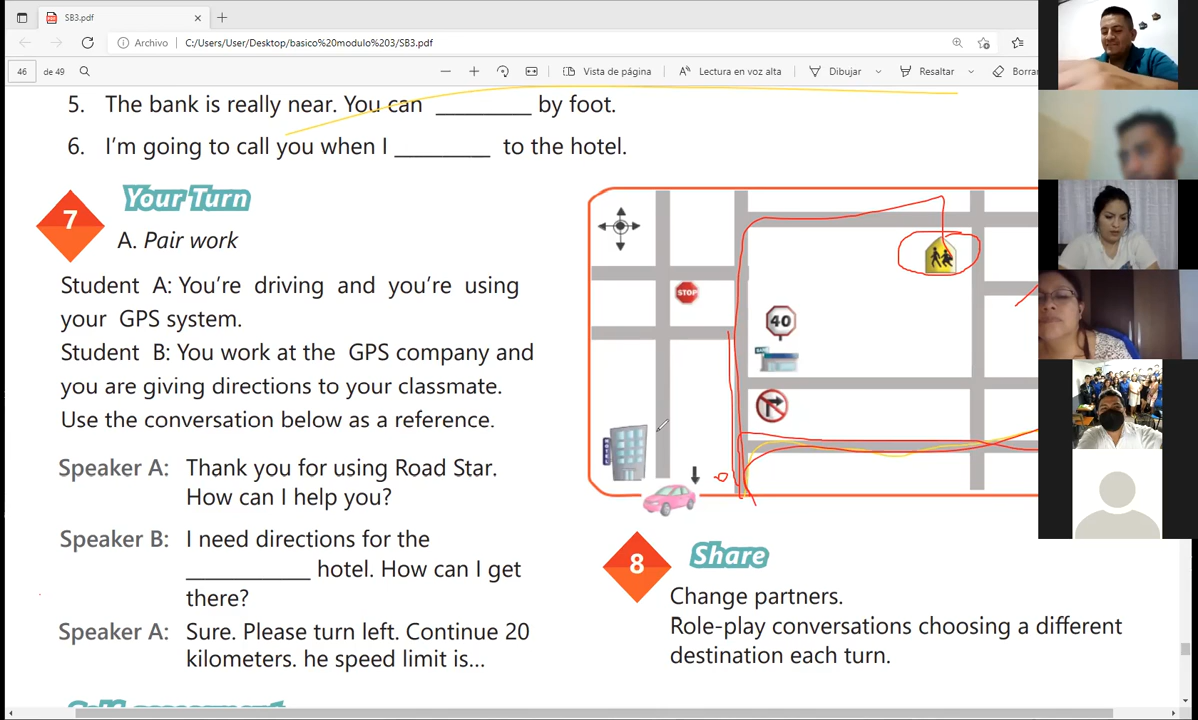 SB3.pdf
Archivo
C:/Users/User/Desktop/basico%20modulo%203/SB3.pdf
46
de 49
Vista de página
Lectura en voz alta
Dibujar
Resaltar
Borrar
5. The bank is really near. You can __________ by foot.
6. I'm going to call you when I __________ to the hotel.
7
Your Turn
A. Pair work
Student A: You're driving and you're using
your GPS system.
Student B: You work at the GPS company and
you are giving directions to your classmate.
Use the conversation below as a reference.
Speaker A: Thank you for using Road Star.
How can I help you?
Speaker B: I need directions for the
____________ hotel. How can I get
there?
Speaker A: Sure. Please turn left. Continue 20
kilometers. he speed limit is...
STOP
40
8
Share
Change partners.
Role-play conversations choosing a different
destination each turn.